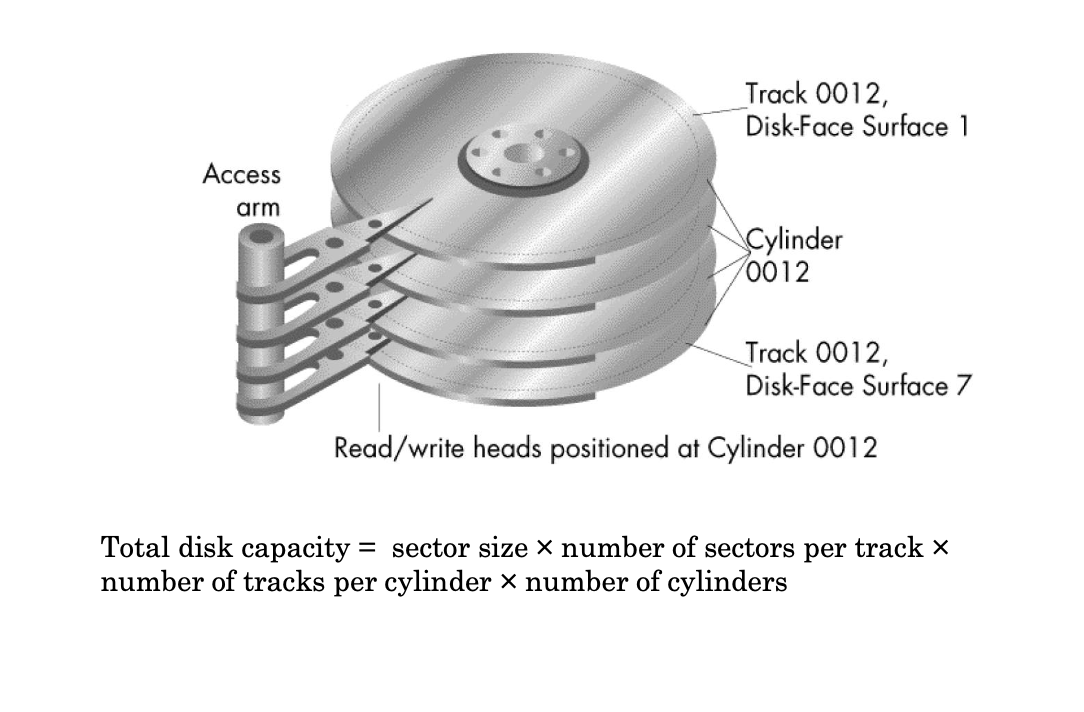 Track 0012,
Disk-Face Surface 1
Access
arm
Cylinder
0012
Track 0012,
Disk-Face Surface 7
Read/write heads positioned at Cylinder 0012
Total disk capacity = sector size × number of sectors per track ×
number of tracks per cylinder × number of cylinders